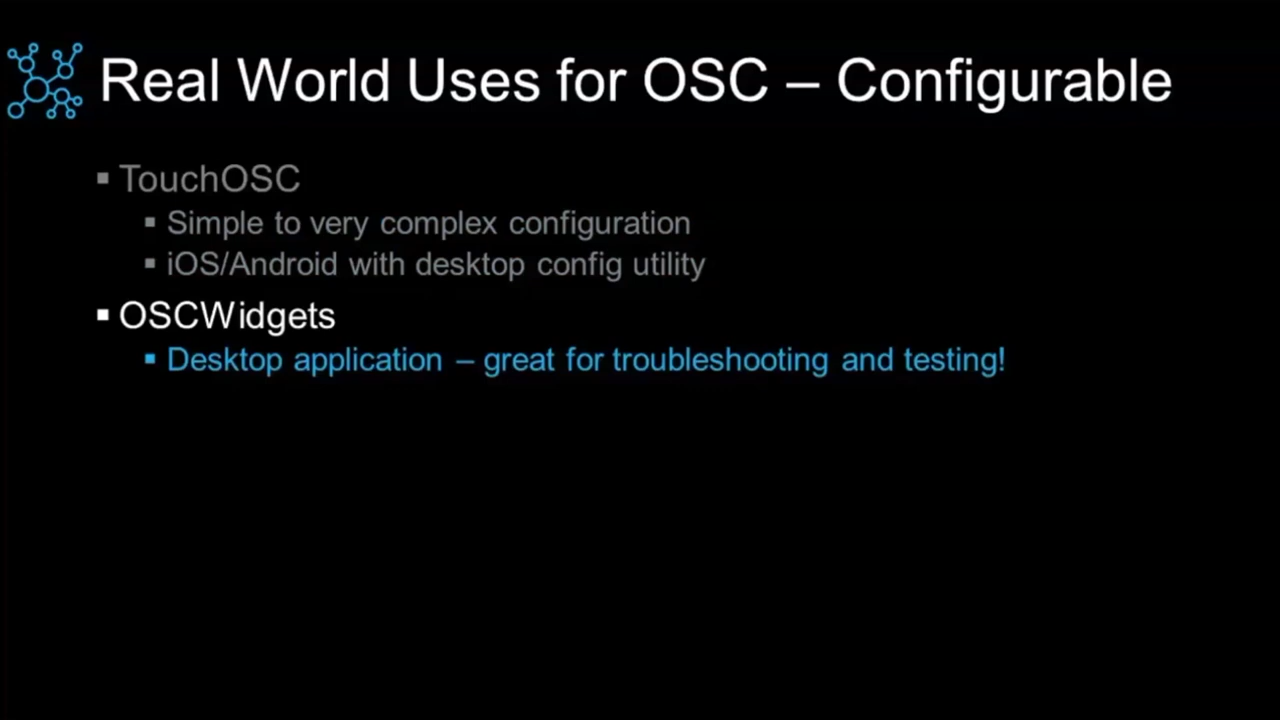 Real World Uses for OSC – Configurable
▪ TouchOSC
▪ Simple to very complex configuration
▪ iOS/Android with desktop config utility
▪ OSCWidgets
▪ Desktop application – great for troubleshooting and testing!